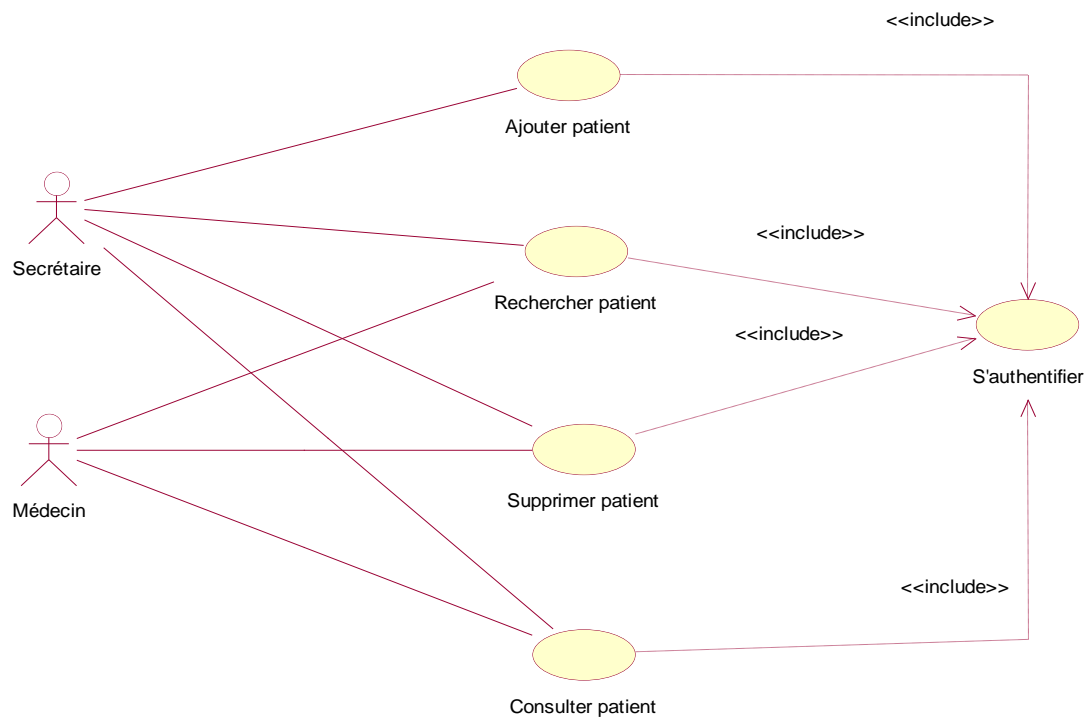 <<include>>
Ajouter patient
Secrétaire
<<include>>
Rechercher patient
<<include>>
S'authentifier
Médecin
Supprimer patient
<<include>>
Consulter patient